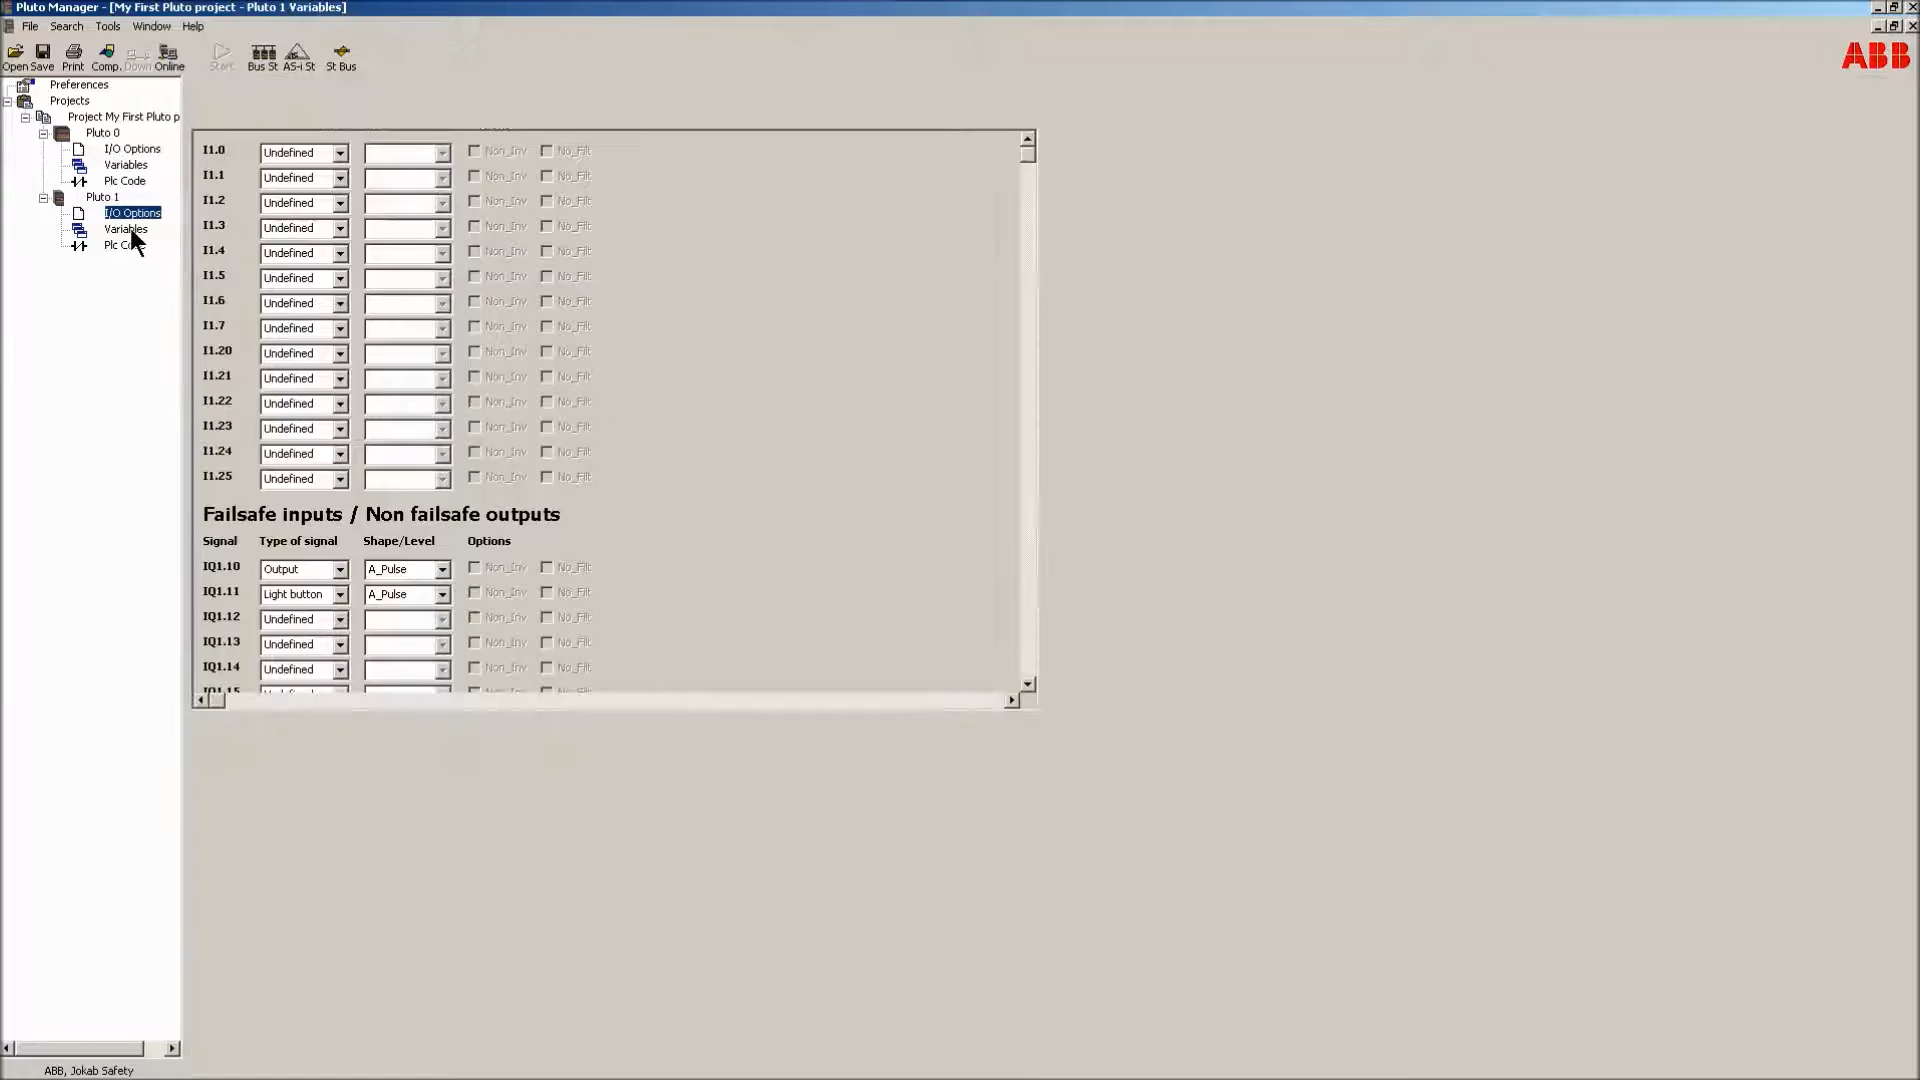 Pluto Manager - [My First Pluto project - Pluto 1 Variables]
File Search Tools Window Help
Open Save Print Comp. Down Online Start Bus St AS-i St St Bus
ABB
Preferences
Projects
Project My First Pluto p
Pluto 0
I/O Options
Variables
Plc Code
Pluto 1
I/O Options
Variables
Plc Code
I1.0 Undefined Non_Inv No_Filt
I1.1 Undefined Non_Inv No_Filt
I1.2 Undefined Non_Inv No_Filt
I1.3 Undefined Non_Inv No_Filt
I1.4 Undefined Non_Inv No_Filt
I1.5 Undefined Non_Inv No_Filt
I1.6 Undefined Non_Inv No_Filt
I1.7 Undefined Non_Inv No_Filt
I1.20 Undefined Non_Inv No_Filt
I1.21 Undefined Non_Inv No_Filt
I1.22 Undefined Non_Inv No_Filt
I1.23 Undefined Non_Inv No_Filt
I1.24 Undefined Non_Inv No_Filt
I1.25 Undefined Non_Inv No_Filt
Failsafe inputs / Non failsafe outputs
Signal Type of signal Shape/Level Options
IQ1.10 Output A_Pulse Non_Inv No_Filt
IQ1.11 Light button A_Pulse Non_Inv No_Filt
IQ1.12 Undefined Non_Inv No_Filt
IQ1.13 Undefined Non_Inv No_Filt
IQ1.14 Undefined Non_Inv No_Filt
IQ1.15
ABB, Jokab Safety